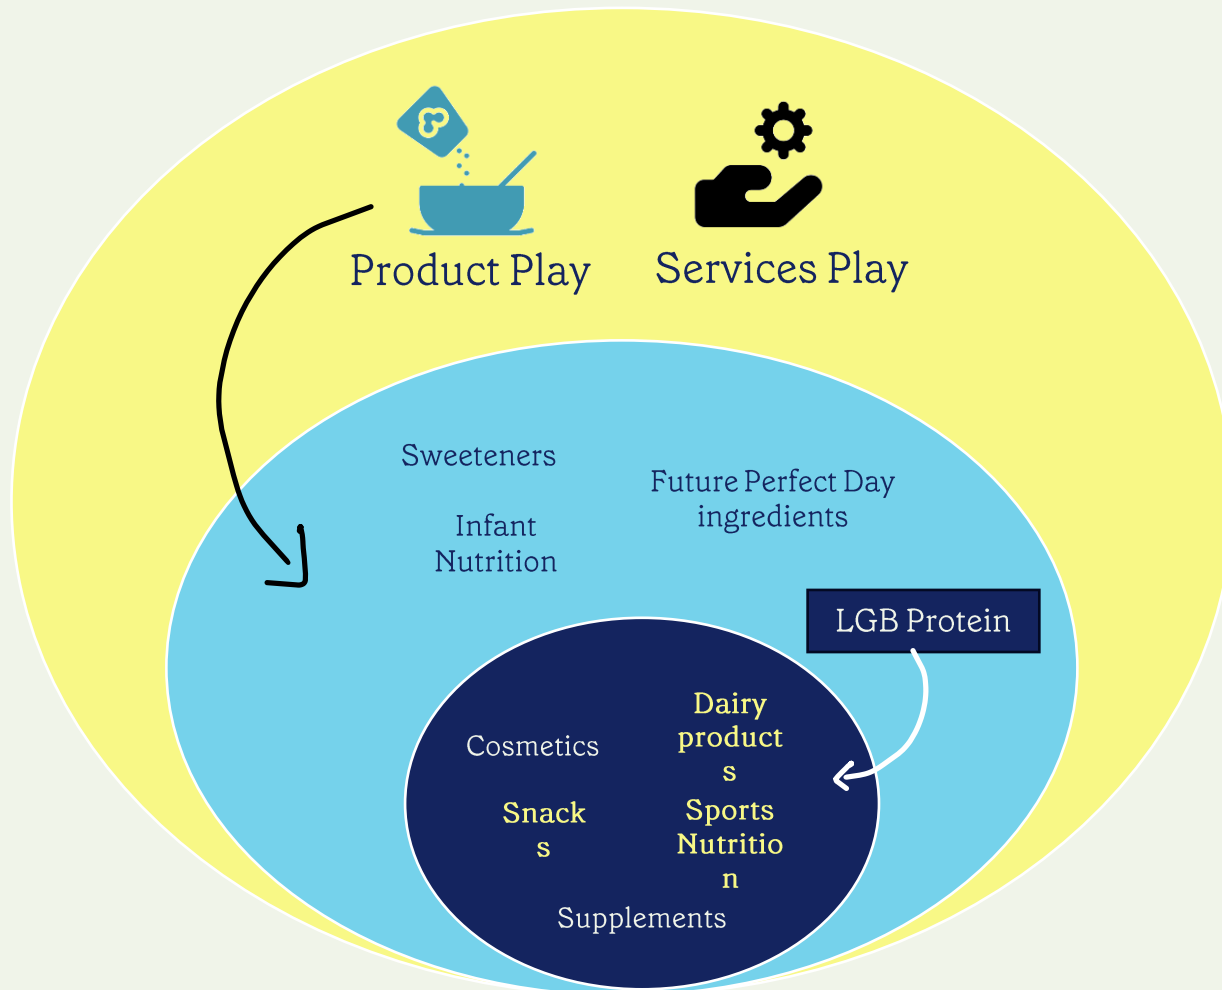 Product Play
Services Play
Sweeteners
Future Perfect Day
ingredients
Infant
Nutrition
LGB Protein
Dairy
product
s
Cosmetics
Snack
s
Sports
Nutritio
n
Supplements